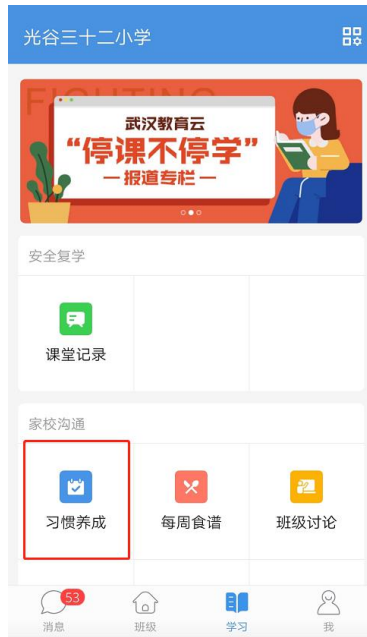 光谷三十二小学
FIGHTING
武汉教育云
“停课不停学”
—报道专栏—
安全复学
课堂记录
家校沟通
习惯养成
每周食谱
班级讨论
53
消息
班级
学习
我